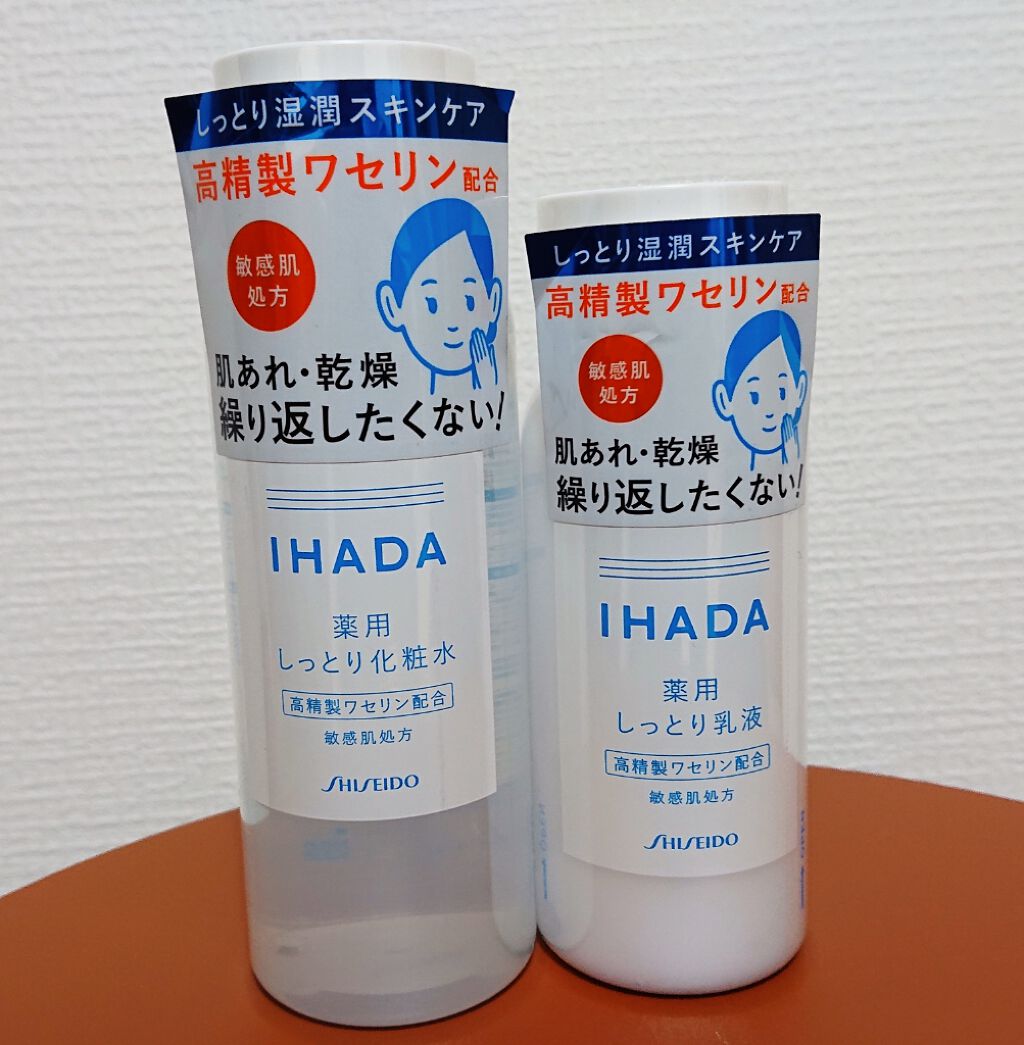 しっとり湿潤スキンケア
高精製ワセリン配合
敏感肌
処方
肌あれ・乾燥
繰り返したくない!
IHADA
薬用
しっとり化粧水
高精製ワセリン配合
敏感肌処方
SHISEIDO
しっとり湿潤スキンケア
高精製ワセリン配合
敏感肌
処方
肌あれ・乾燥
繰り返したくない!
IHADA
薬用
しっとり乳液
高精製ワセリン配合
敏感肌処方
SHISEIDO